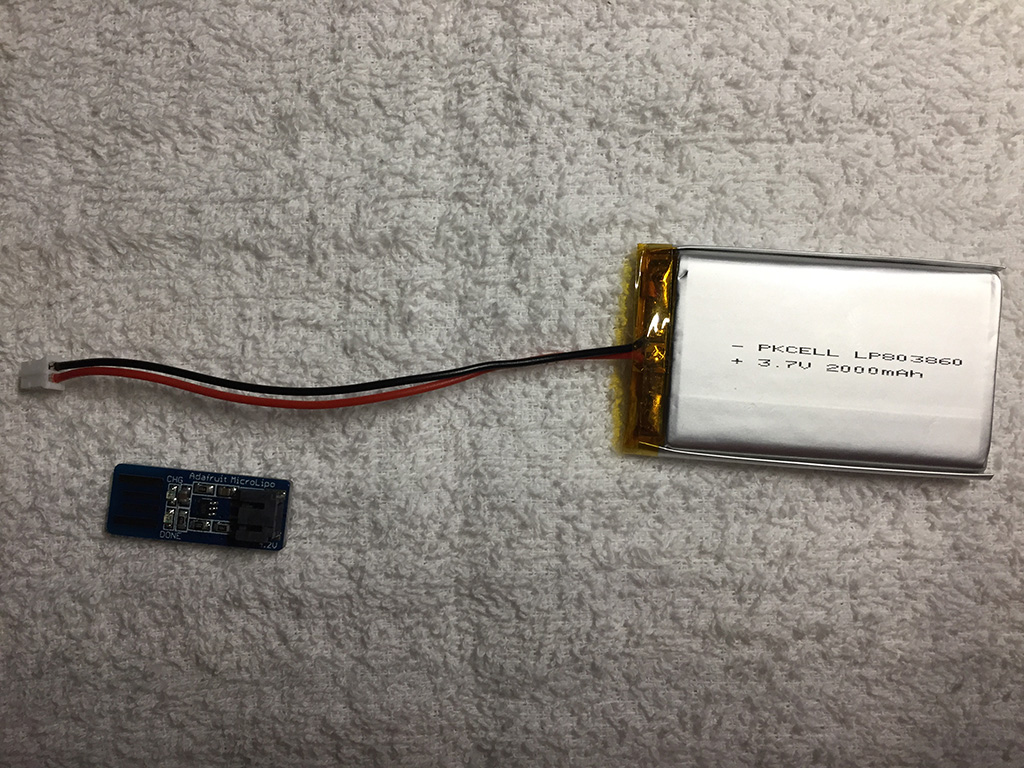 - PKCELL LP803860
+ 3.7V 2000mAh
Adafruit MicroLipo
CHG
DONE